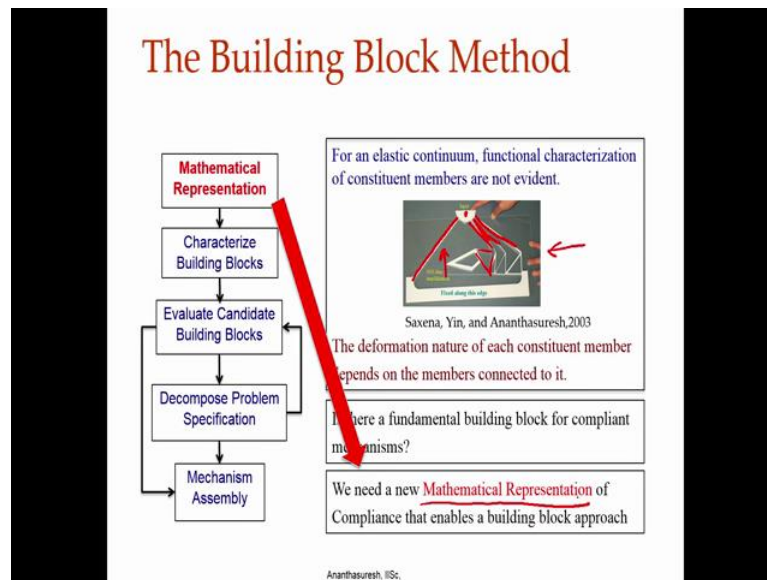 The Building Block Method
Mathematical
Representation
Characterize
Building Blocks
Evaluate Candidate
Building Blocks
Decompose Problem
Specification
Mechanism
Assembly
For an elastic continuum, functional characterization
of constituent members are not evident.
Fixed along this edge
Saxena, Yin, and Ananthasuresh,2003
The deformation nature of each constituent member
depends on the members connected to it.
there a fundamental building block for compliant
mechanisms?
We need a new Mathematical Representation of
Compliance that enables a building block approach
Ananthasuresh, IISc,